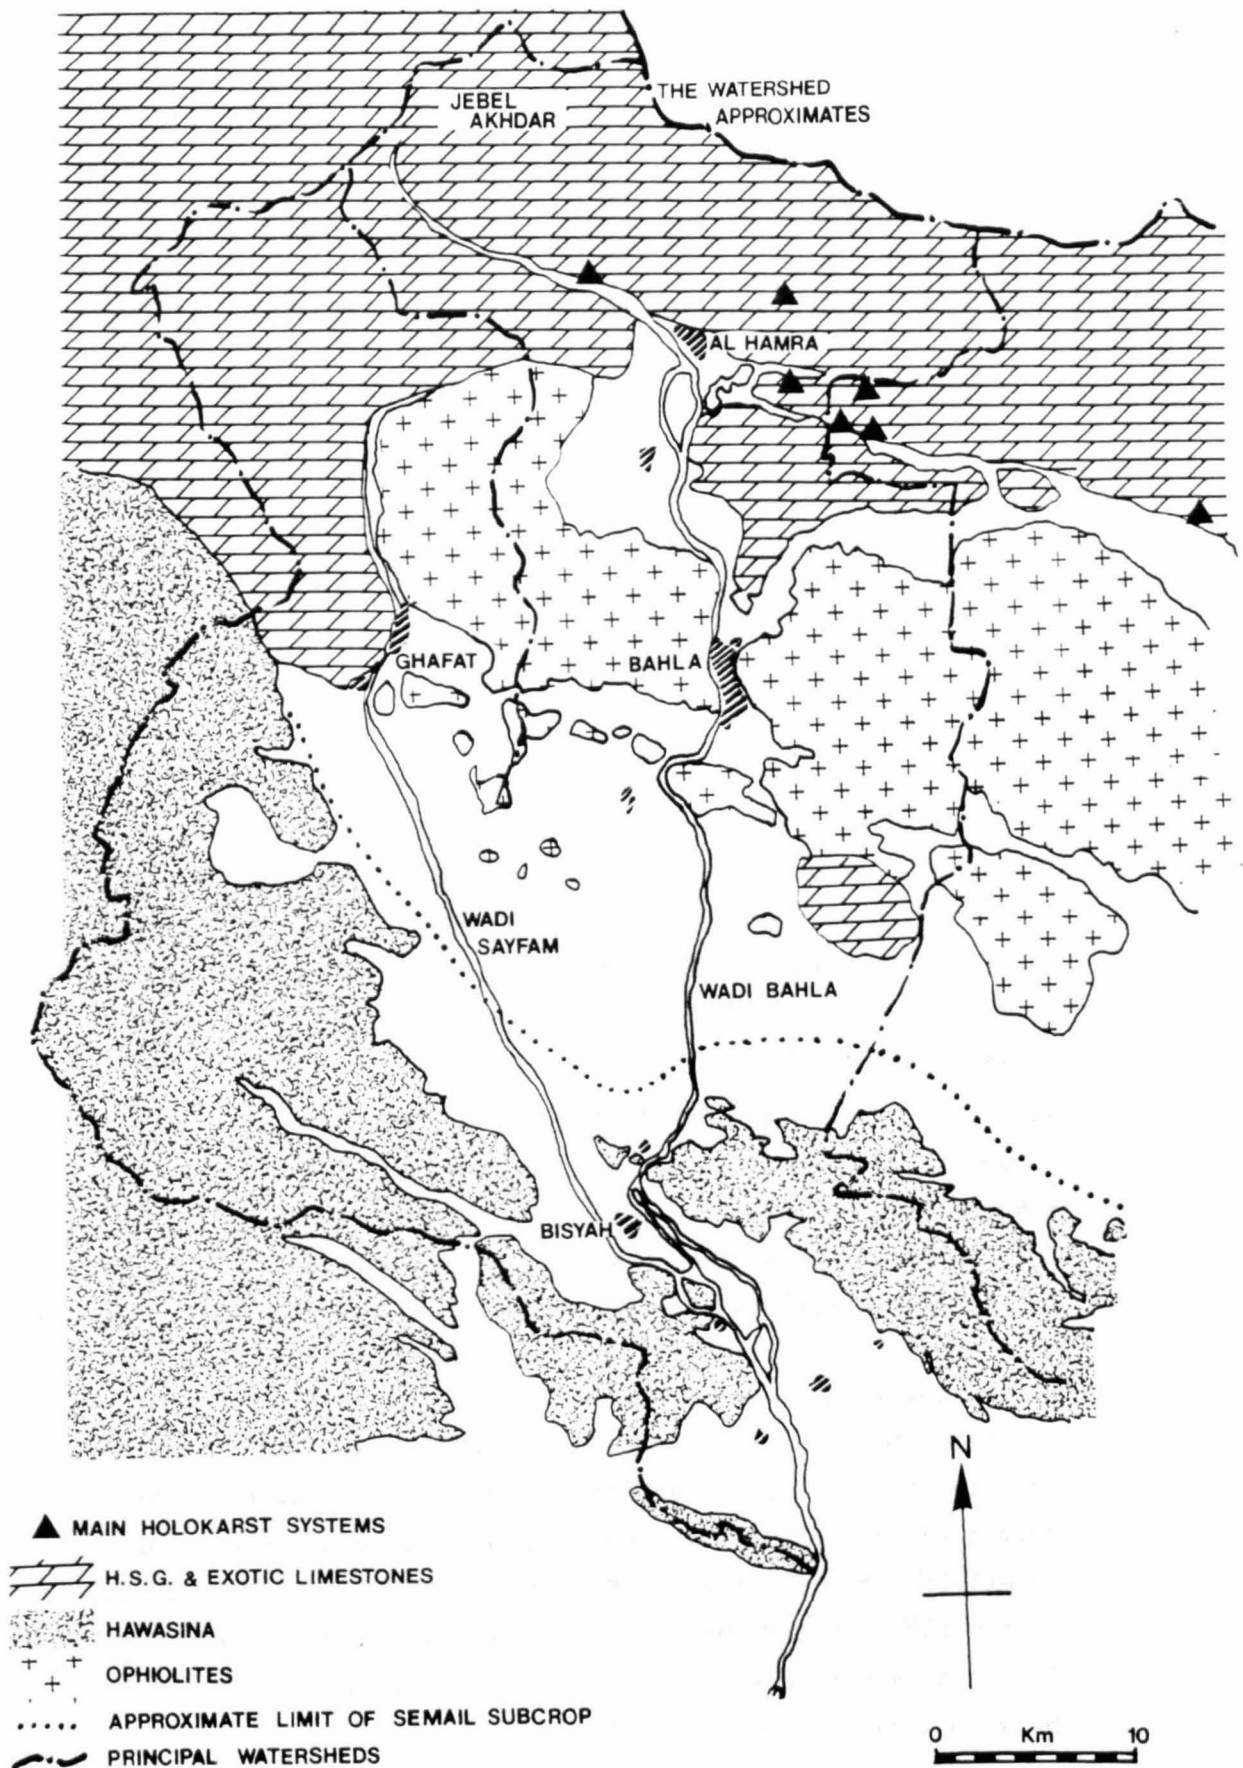 JEBEL
AKHDAR
THE WATERSHED
APPROXIMATES
AL HAMRA
GHAFAT
BAHLA
WADI
SAYFAM
WADI BAHLA
BISYAH
N
MAIN HOLOKARST SYSTEMS
H.S.G. & EXOTIC LIMESTONES
HAWASINA
OPHIOLITES
APPROXIMATE LIMIT OF SEMAIL SUBCROP
PRINCIPAL WATERSHEDS
0 Km 10